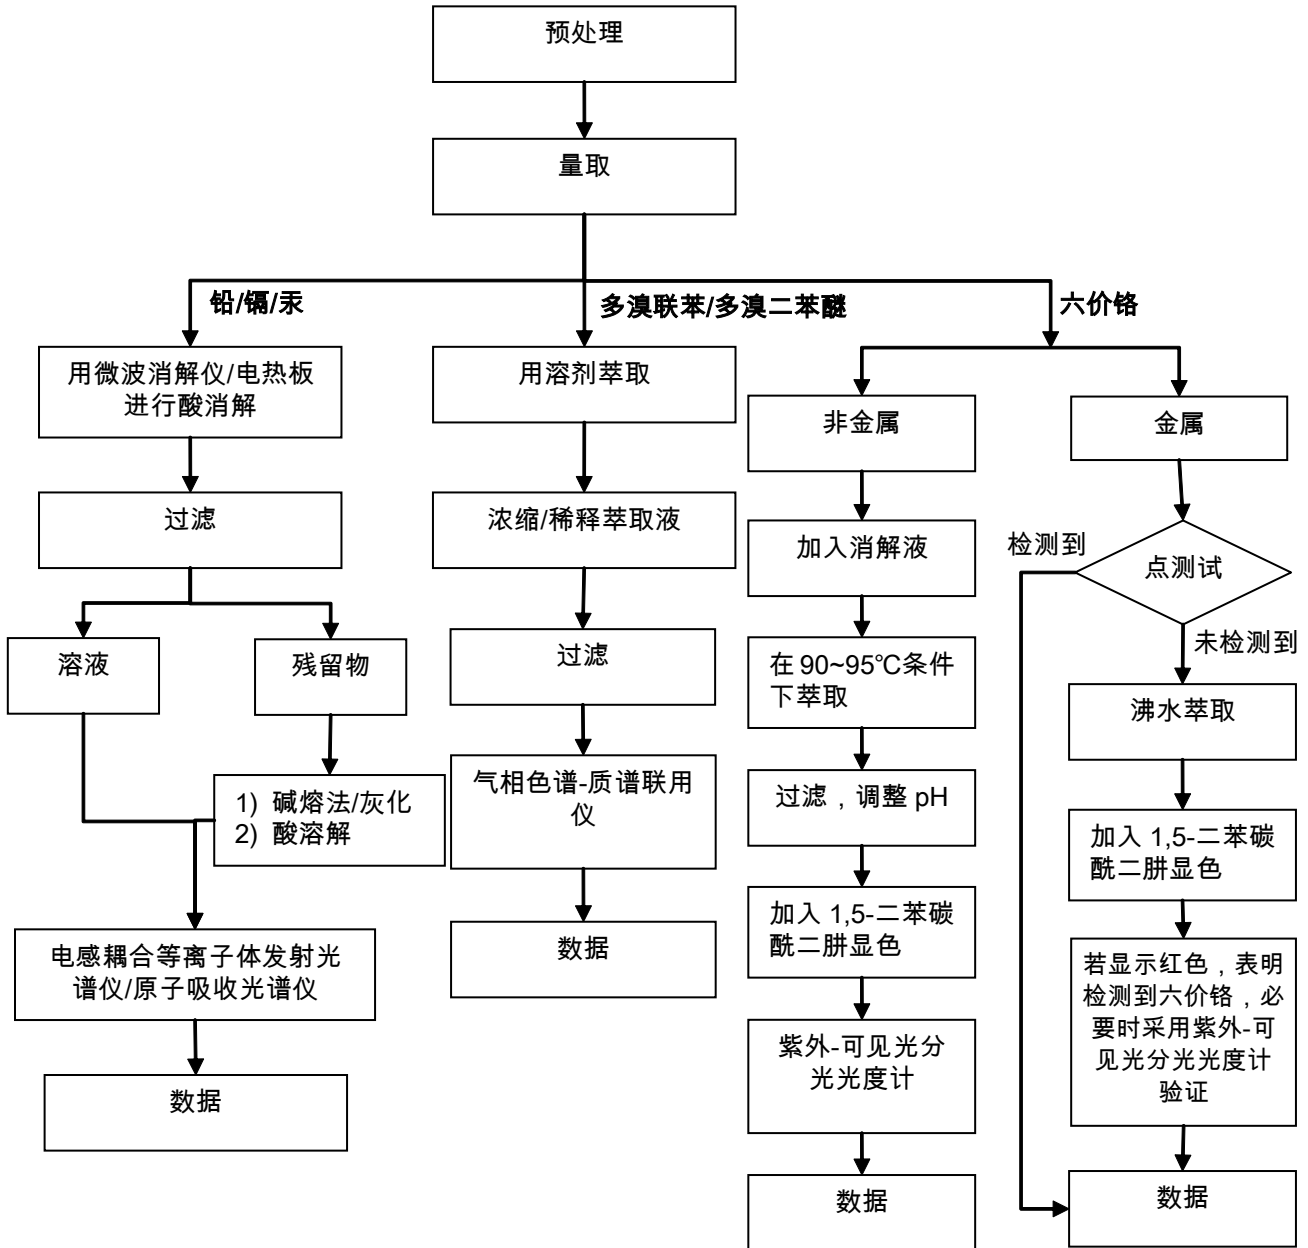 预处理
量取
铅/镉/汞
多溴联苯/多溴二苯醚
六价铬
用微波消解仪/电热板
进行酸消解
过滤
溶液
残留物
1) 碱熔法/灰化
2) 酸溶解
电感耦合等离子体发射光
谱仪/原子吸收光谱仪
数据
用溶剂萃取
浓缩/稀释萃取液
过滤
气相色谱-质谱联用
仪
数据
非金属
加入消解液
在 90~95℃条件
下萃取
过滤，调整 pH
加入 1,5-二苯碳
酰二肼显色
紫外-可见光分
光光度计
数据
金属
点测试
检测到
未检测到
沸水萃取
加入 1,5-二苯碳
酰二肼显色
若显示红色，表明
检测到六价铬，必
要时采用紫外-可
见光分光光度计
验证
数据